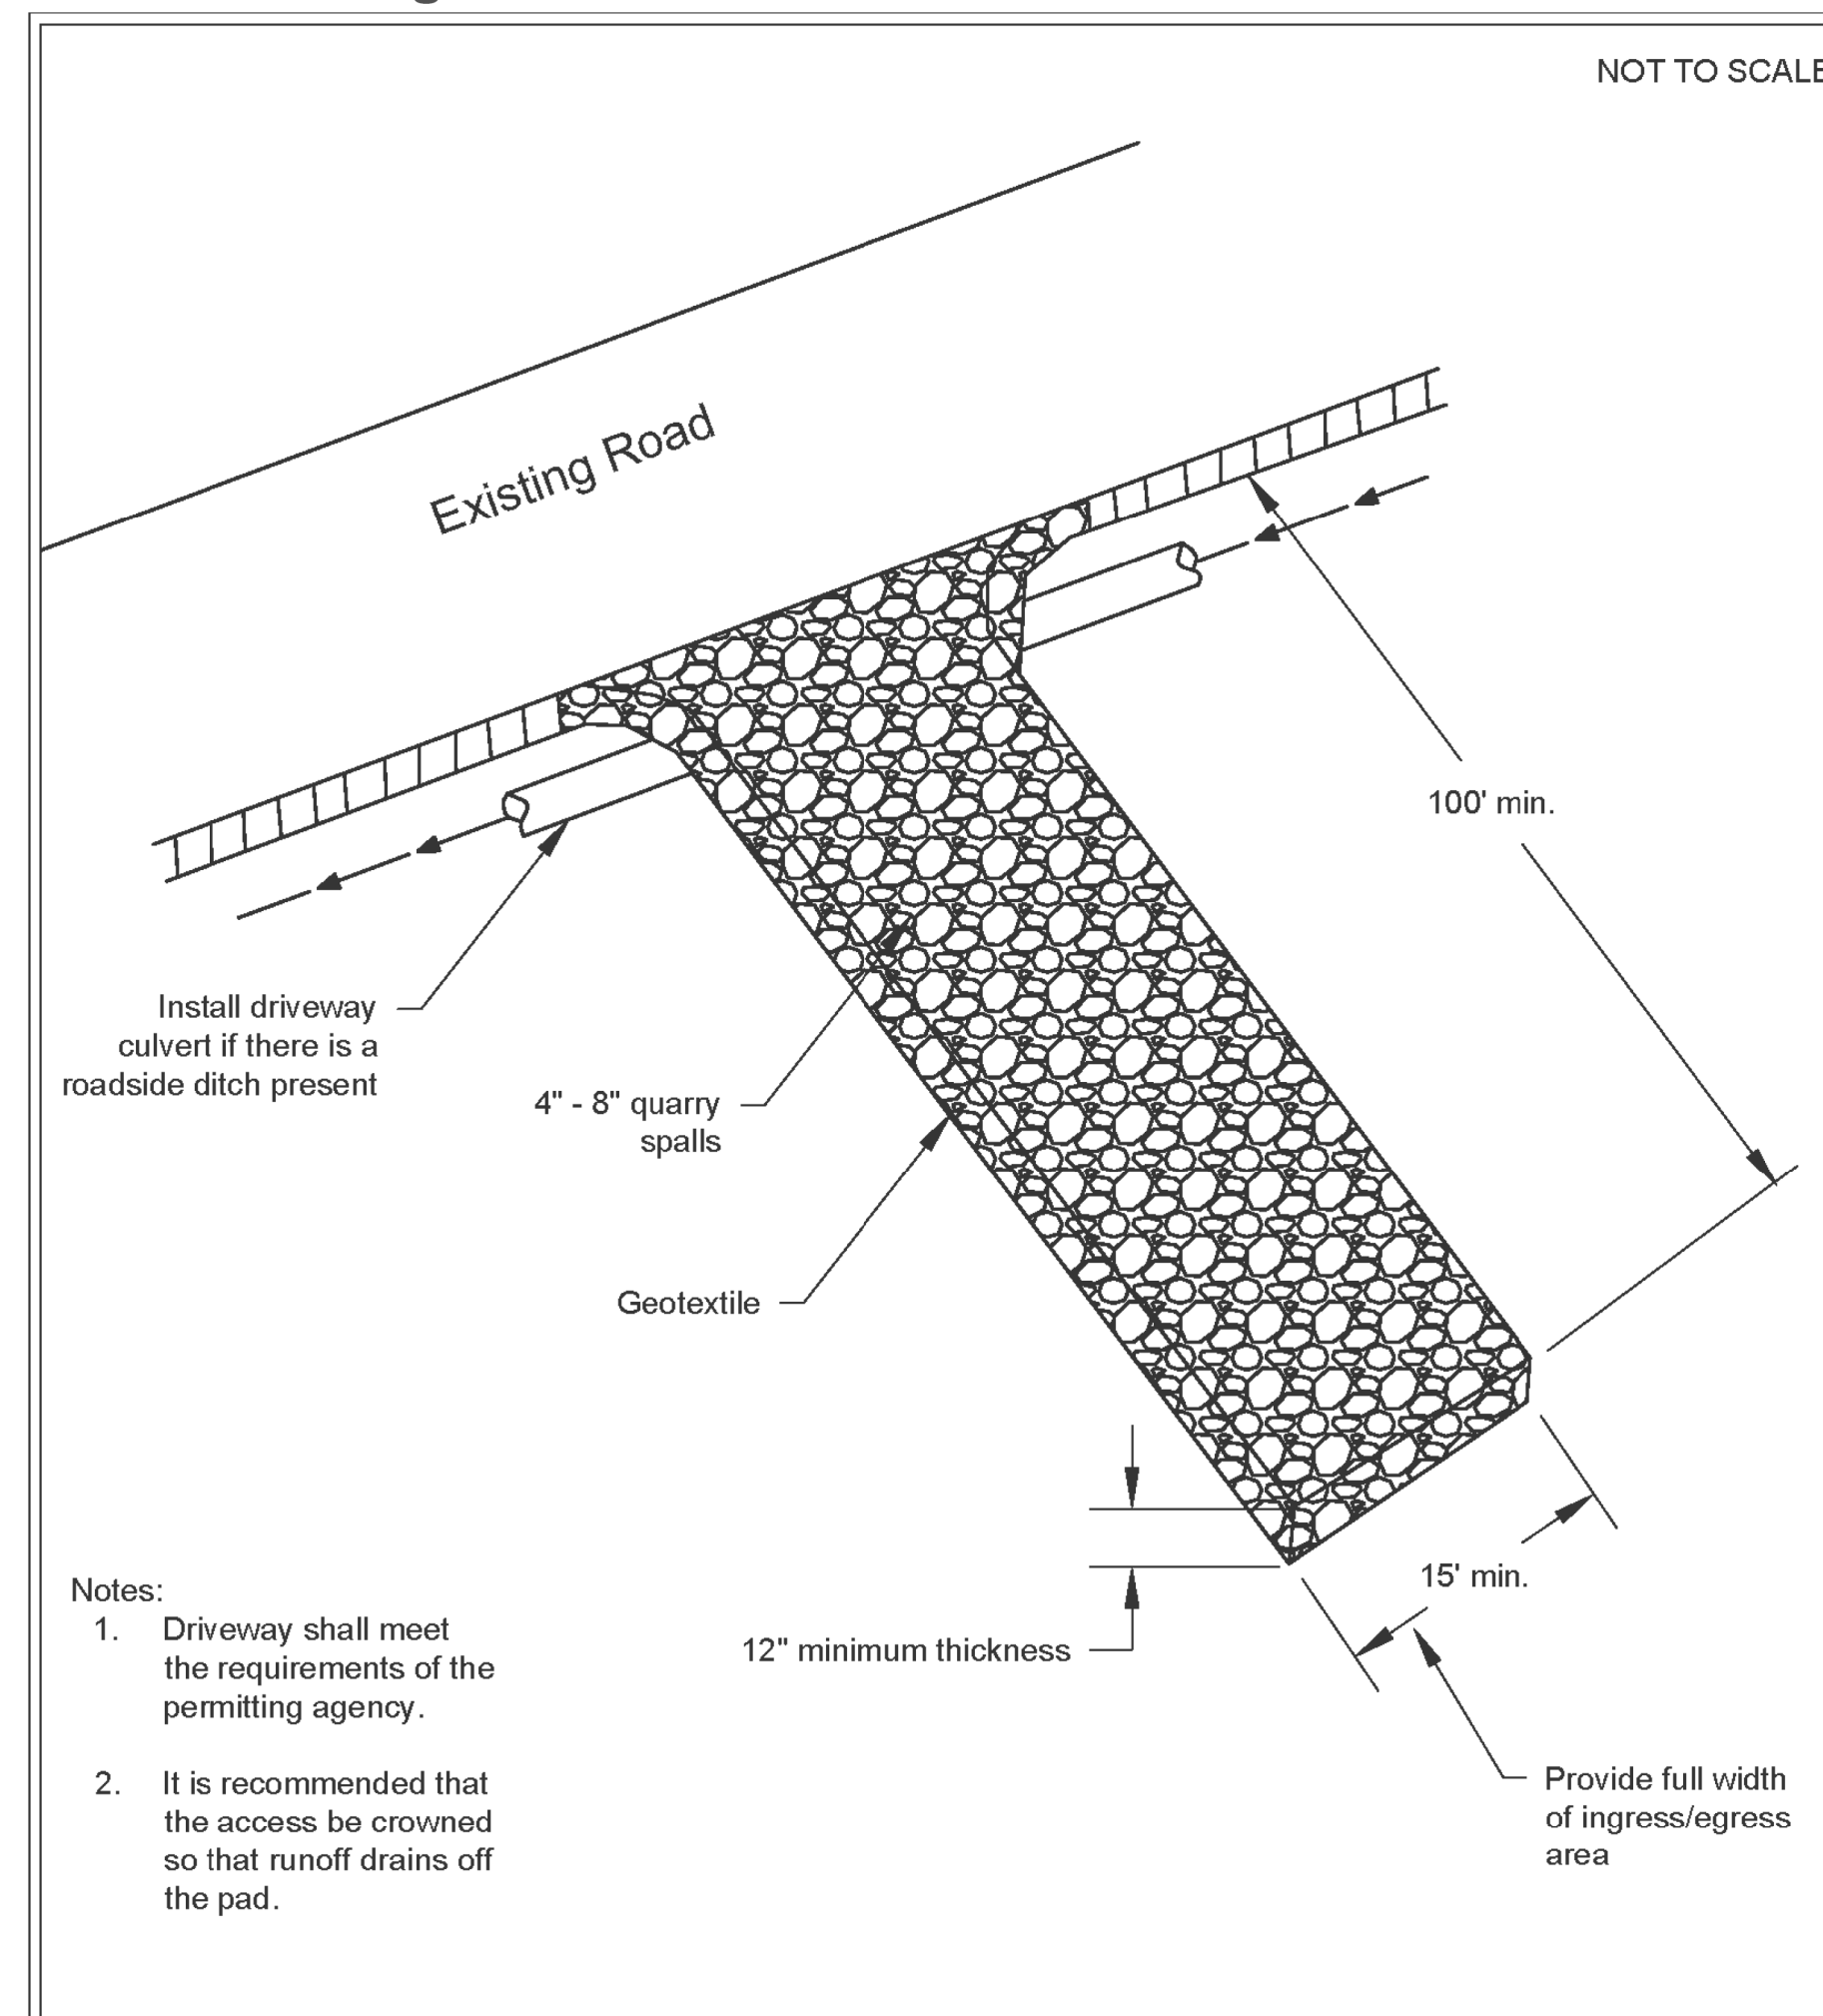 NOT TO SCALE
Existing Road
100' min.
Install driveway
culvert if there is a
roadside ditch present
4" - 8" quarry
spalls
Geotextile
15' min.
12" minimum thickness
Provide full width
of ingress/egress
area
Notes:
1. Driveway shall meet
the requirements of the
permitting agency.
2. It is recommended that
the access be crowned
so that runoff drains off
the pad.